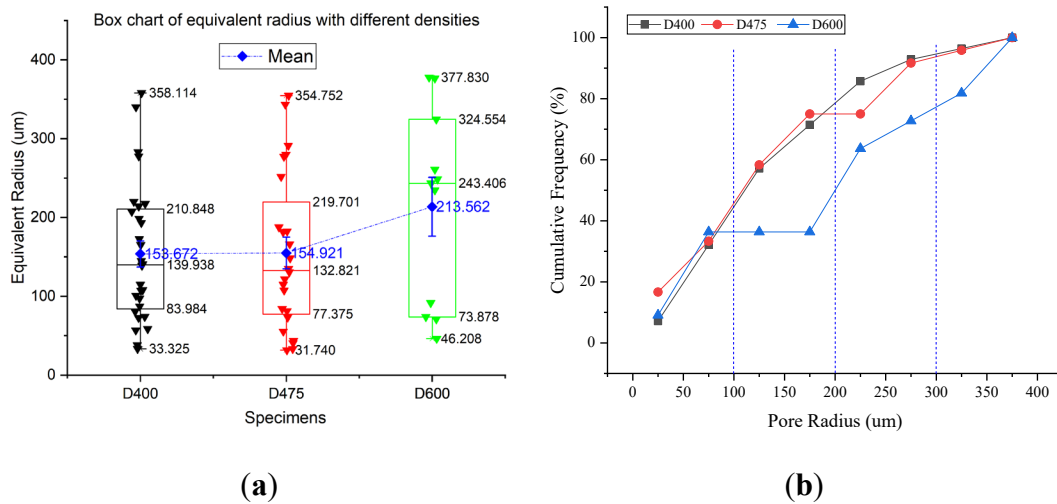 Box chart of equivalent radius with different densities
Mean
Equivalent Radius (um)
400
300
200
100
0
358.114
210.848
153.672
139.938
83.984
33.325
354.752
219.701
154.921
132.821
77.375
31.740
377.830
324.554
243.406
213.562
73.878
46.208
D400
D475
D600
Specimens
(a)
D400
D475
D600
Cumulative Frequency (%)
100
80
60
40
20
0
0
50
100
150
200
250
300
350
400
Pore Radius (um)
(b)